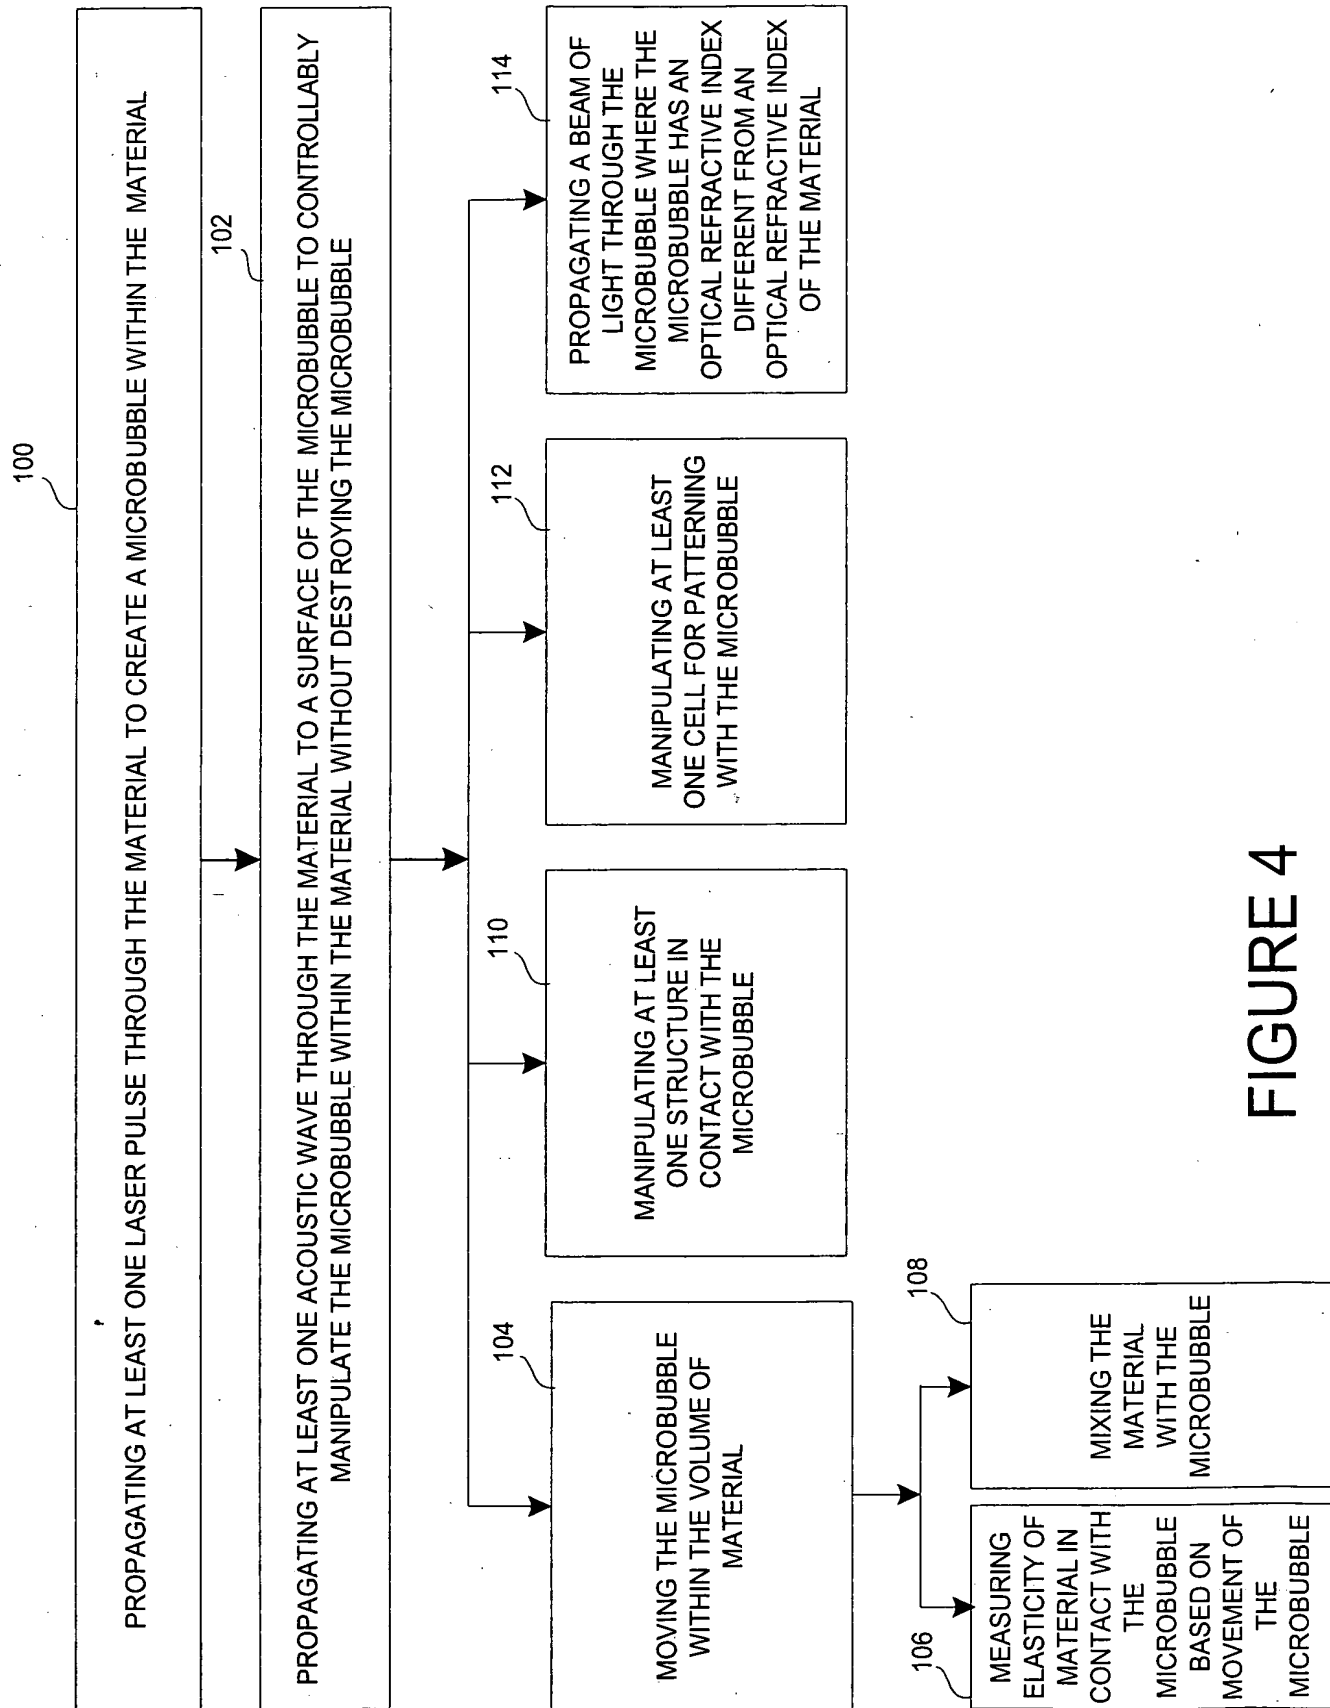 100
PROPAGATING AT LEAST ONE LASER PULSE THROUGH THE MATERIAL TO CREATE A MICROBUBBLE WITHIN THE MATERIAL
102
PROPAGATING AT LEAST ONE ACOUSTIC WAVE THROUGH THE MATERIAL TO A SURFACE OF THE MICROBUBBLE TO CONTROLLABLY
MANIPULATE THE MICROBUBBLE WITHIN THE MATERIAL WITHOUT DESTROYING THE MICROBUBBLE
104
MOVING THE MICROBUBBLE
WITHIN THE VOLUME OF
MATERIAL
110
MANIPULATING AT LEAST
ONE STRUCTURE IN
CONTACT WITH THE
MICROBUBBLE
112
MANIPULATING AT LEAST
ONE CELL FOR PATTERNING
WITH THE MICROBUBBLE
114
PROPAGATING A BEAM OF
LIGHT THROUGH THE
MICROBUBBLE WHERE THE
MICROBUBBLE HAS AN
OPTICAL REFRACTIVE INDEX
DIFFERENT FROM AN
OPTICAL REFRACTIVE INDEX
OF THE MATERIAL
106
MEASURING
ELASTICITY OF
MATERIAL IN
CONTACT WITH
THE
MICROBUBBLE
BASED ON
MOVEMENT OF
THE
MICROBUBBLE
108
MIXING THE
MATERIAL
WITH THE
MICROBUBBLE
FIGURE 4